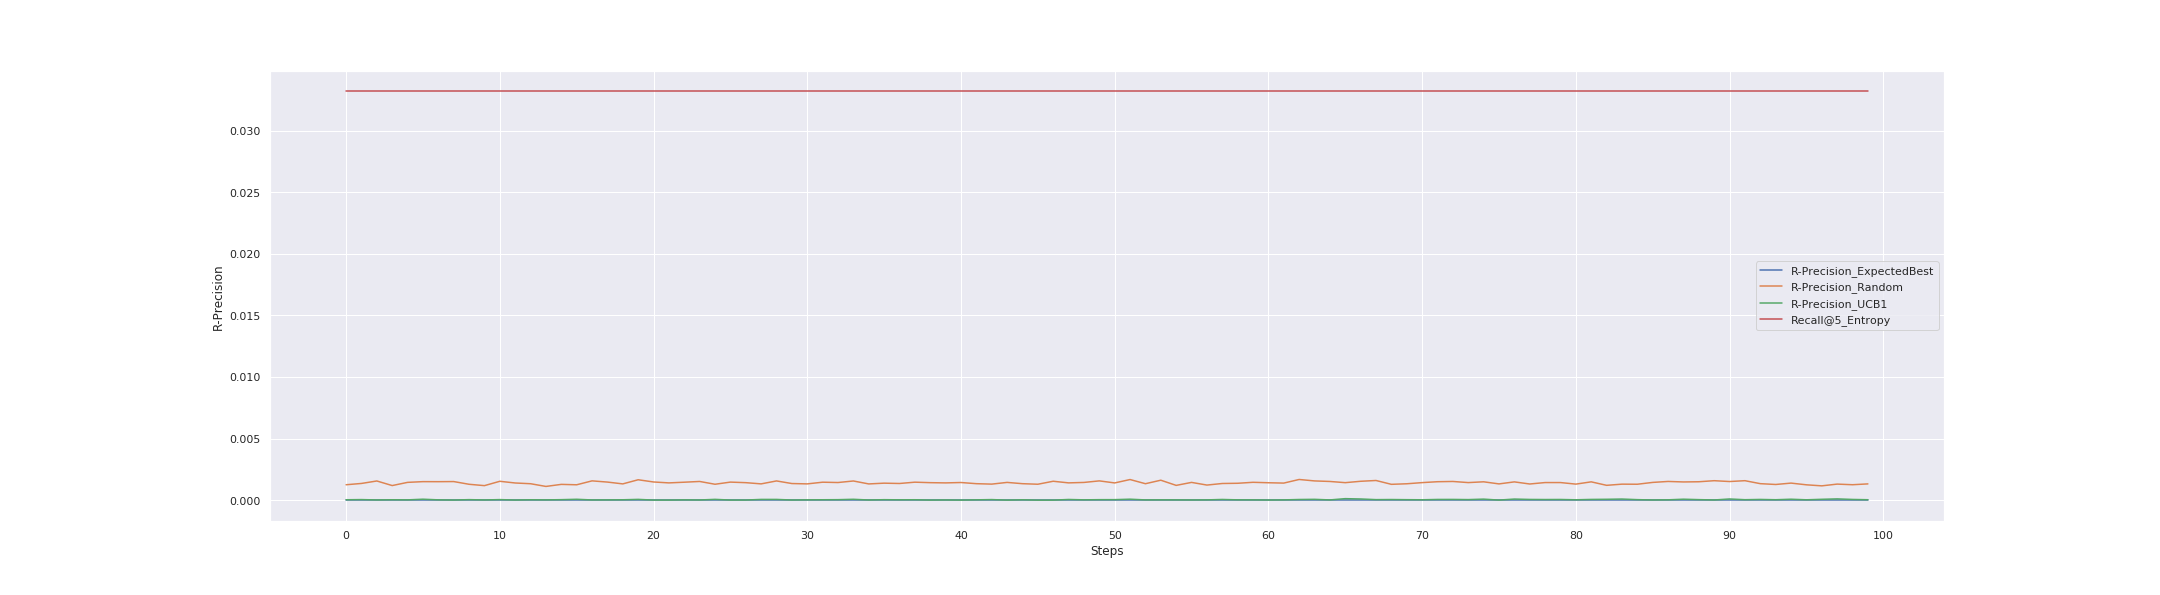 0.030
0.025
0.020
0.015
0.010
0.005
0.000
R-Precision
R-Precision_ExpectedBest
R-Precision_Random
R-Precision_UCB1
Recall@5_Entropy
0 10 20 30 40 50 60 70 80 90 100
Steps